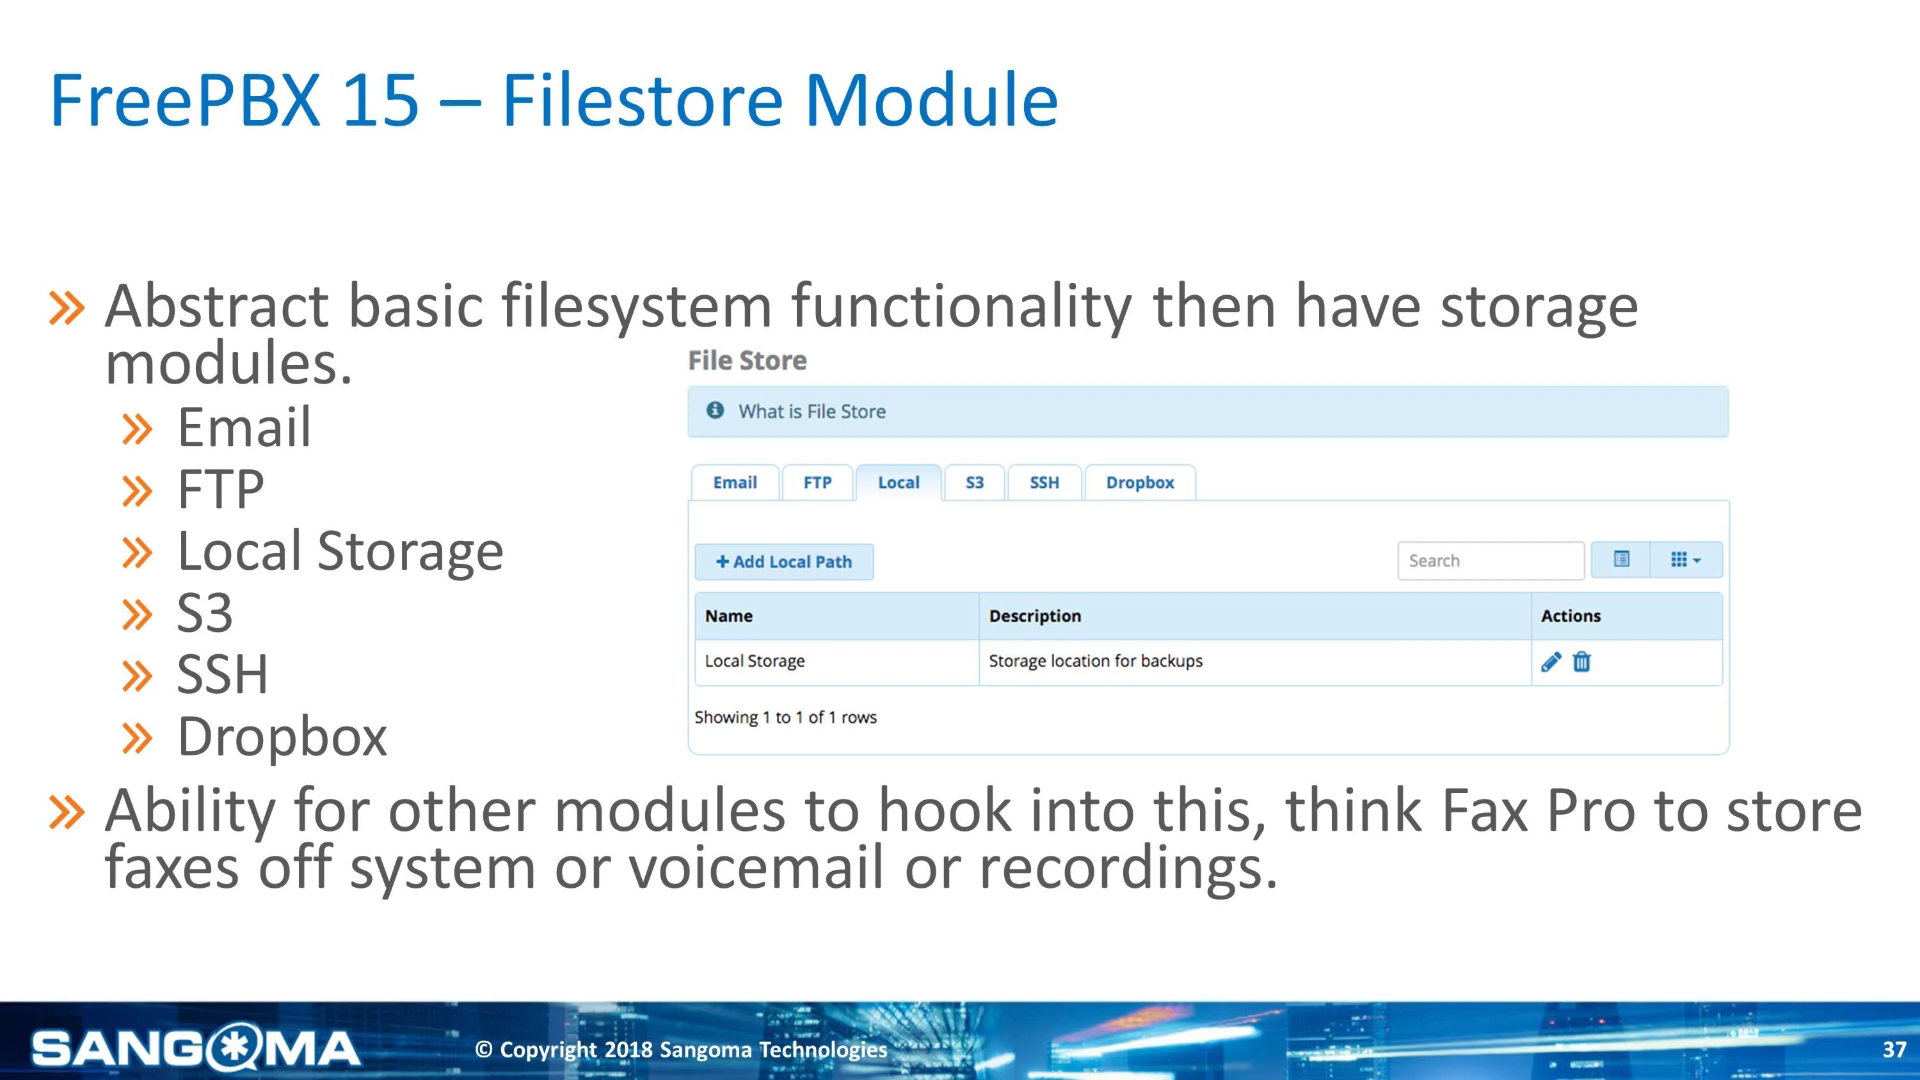 FreePBX 15 – Filestore Module
» Abstract basic filesystem functionality then have storage
modules.
» Email
» FTP
» Local Storage
» S3
» SSH
» Dropbox
File Store
What is File Store
Email FTP Local S3 SSH Dropbox
+ Add Local Path Search
Name Description Actions
Local Storage Storage location for backups
Showing 1 to 1 of 1 rows
» Ability for other modules to hook into this, think Fax Pro to store
faxes off system or voicemail or recordings.
SANGOMA © Copyright 2018 Sangoma Technologies 37